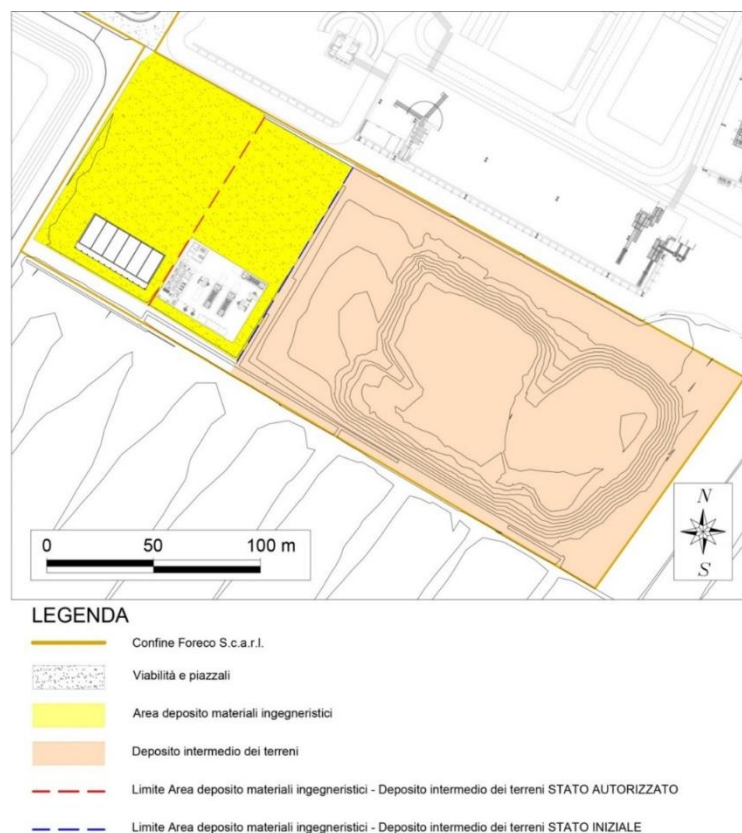 N
S
0 50 100 m
LEGENDA
Confine Foreco S.c.a.r.l.
Viabilità e piazzali
Area deposito materiali ingegneristici
Deposito intermedio dei terreni
Limite Area deposito materiali ingegneristici - Deposito intermedio dei terreni STATO AUTORIZZATO
Limite Area deposito materiali ingegneristici - Deposito intermedio dei terreni STATO INIZIALE